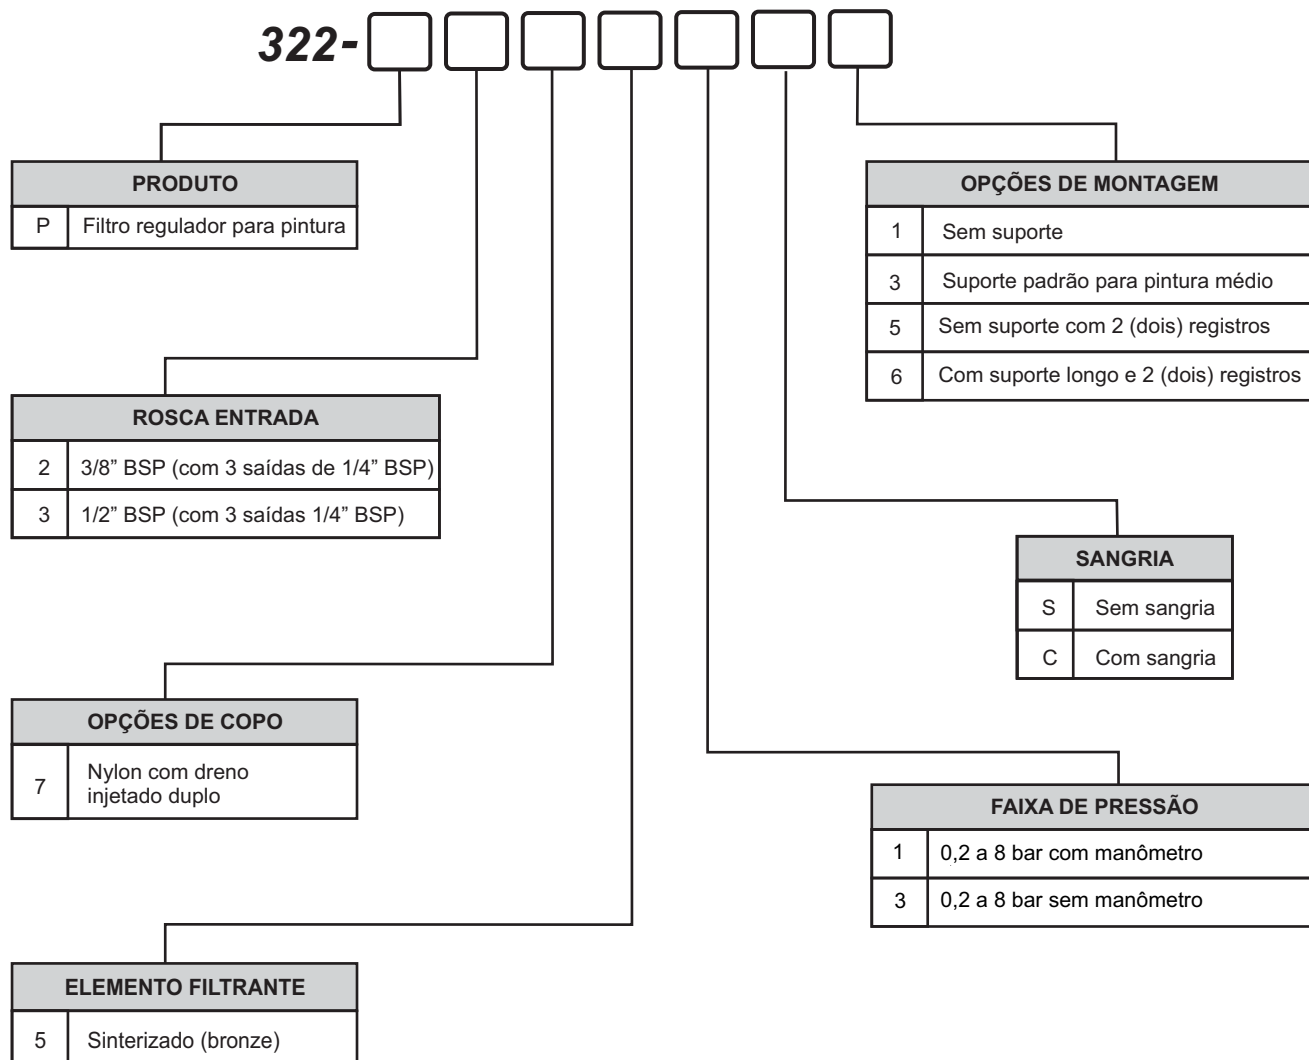 322-
PRODUTO
P Filtro regulador para pintura
ROSCA ENTRADA
2 3/8” BSP (com 3 saídas de 1/4” BSP)
3 1/2” BSP (com 3 saídas 1/4” BSP)
OPÇÕES DE COPO
7 Nylon com dreno
injetado duplo
ELEMENTO FILTRANTE
5 Sinterizado (bronze)
OPÇÕES DE MONTAGEM
1 Sem suporte
3 Suporte padrão para pintura médio
5 Sem suporte com 2 (dois) registros
6 Com suporte longo e 2 (dois) registros
SANGRIA
S Sem sangria
C Com sangria
FAIXA DE PRESSÃO
1 0,2 a 8 bar com manômetro
3 0,2 a 8 bar sem manômetro